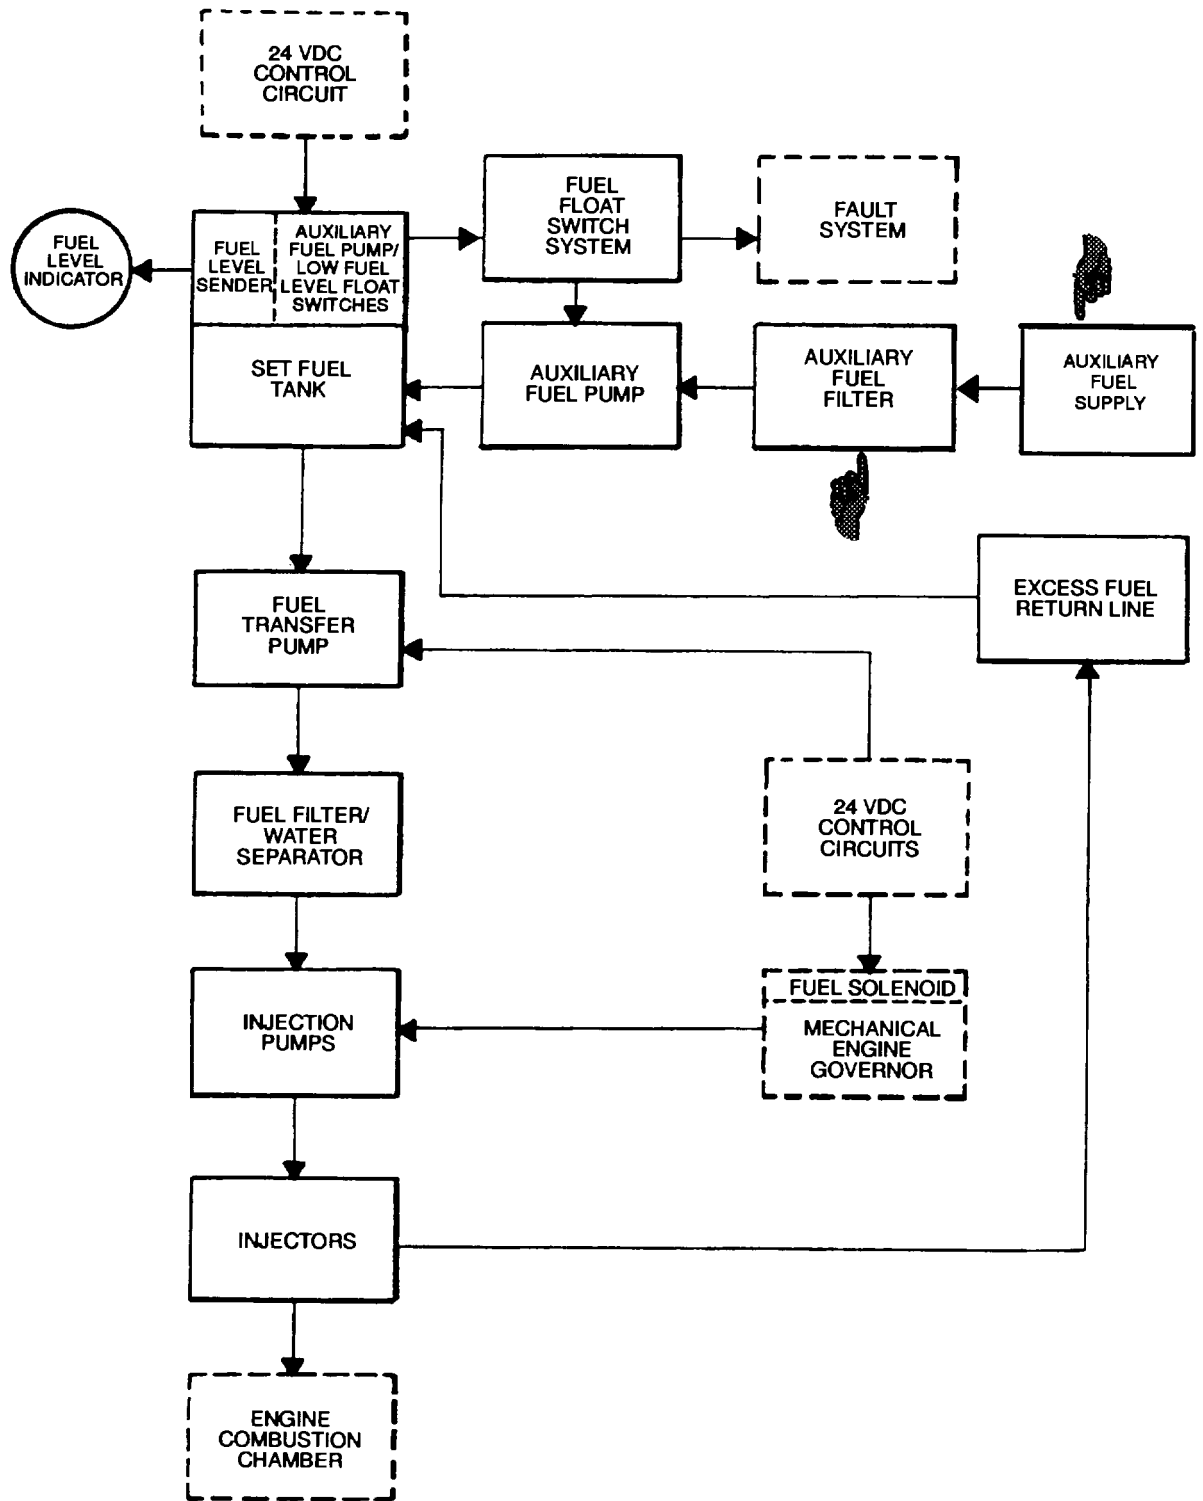 24 VDC
CONTROL
CIRCUIT
FUEL
LEVEL
INDICATOR
FUEL
LEVEL
SENDER
AUXILIARY
FUEL PUMP/
LOW FUEL
LEVEL FLOAT
SWITCHES
FUEL
FLOAT
SWITCH
SYSTEM
FAULT
SYSTEM
SET FUEL
TANK
AUXILIARY
FUEL PUMP
AUXILIARY
FUEL
FILTER
AUXILIARY
FUEL
SUPPLY
EXCESS FUEL
RETURN LINE
FUEL
TRANSFER
PUMP
FUEL FILTER/
WATER
SEPARATOR
24 VDC
CONTROL
CIRCUITS
FUEL SOLENOID
MECHANICAL
ENGINE
GOVERNOR
INJECTION
PUMPS
INJECTORS
ENGINE
COMBUSTION
CHAMBER